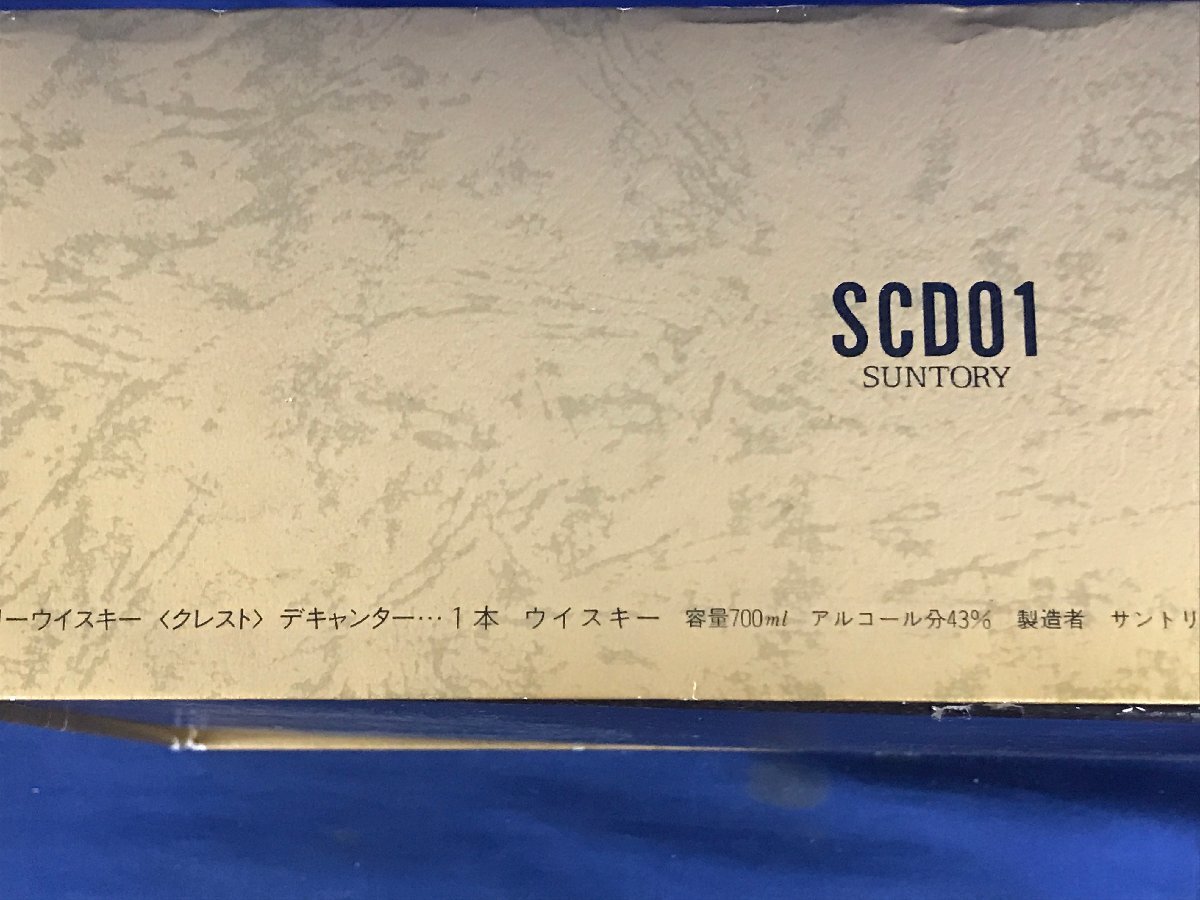 SCD01
SUNTORY
リーウイスキー〈クレスト〉デキャンター…1本 ウイスキー 容量700ml アルコール分43% 製造者 サントリ